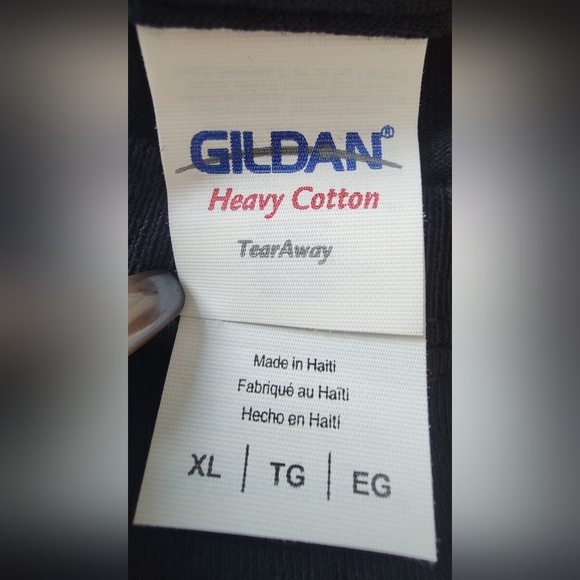 GILDAN®
Heavy Cotton
TearAway
Made in Haiti
Fabriqué au Haïti
Hecho en Haití
XL | TG | EG